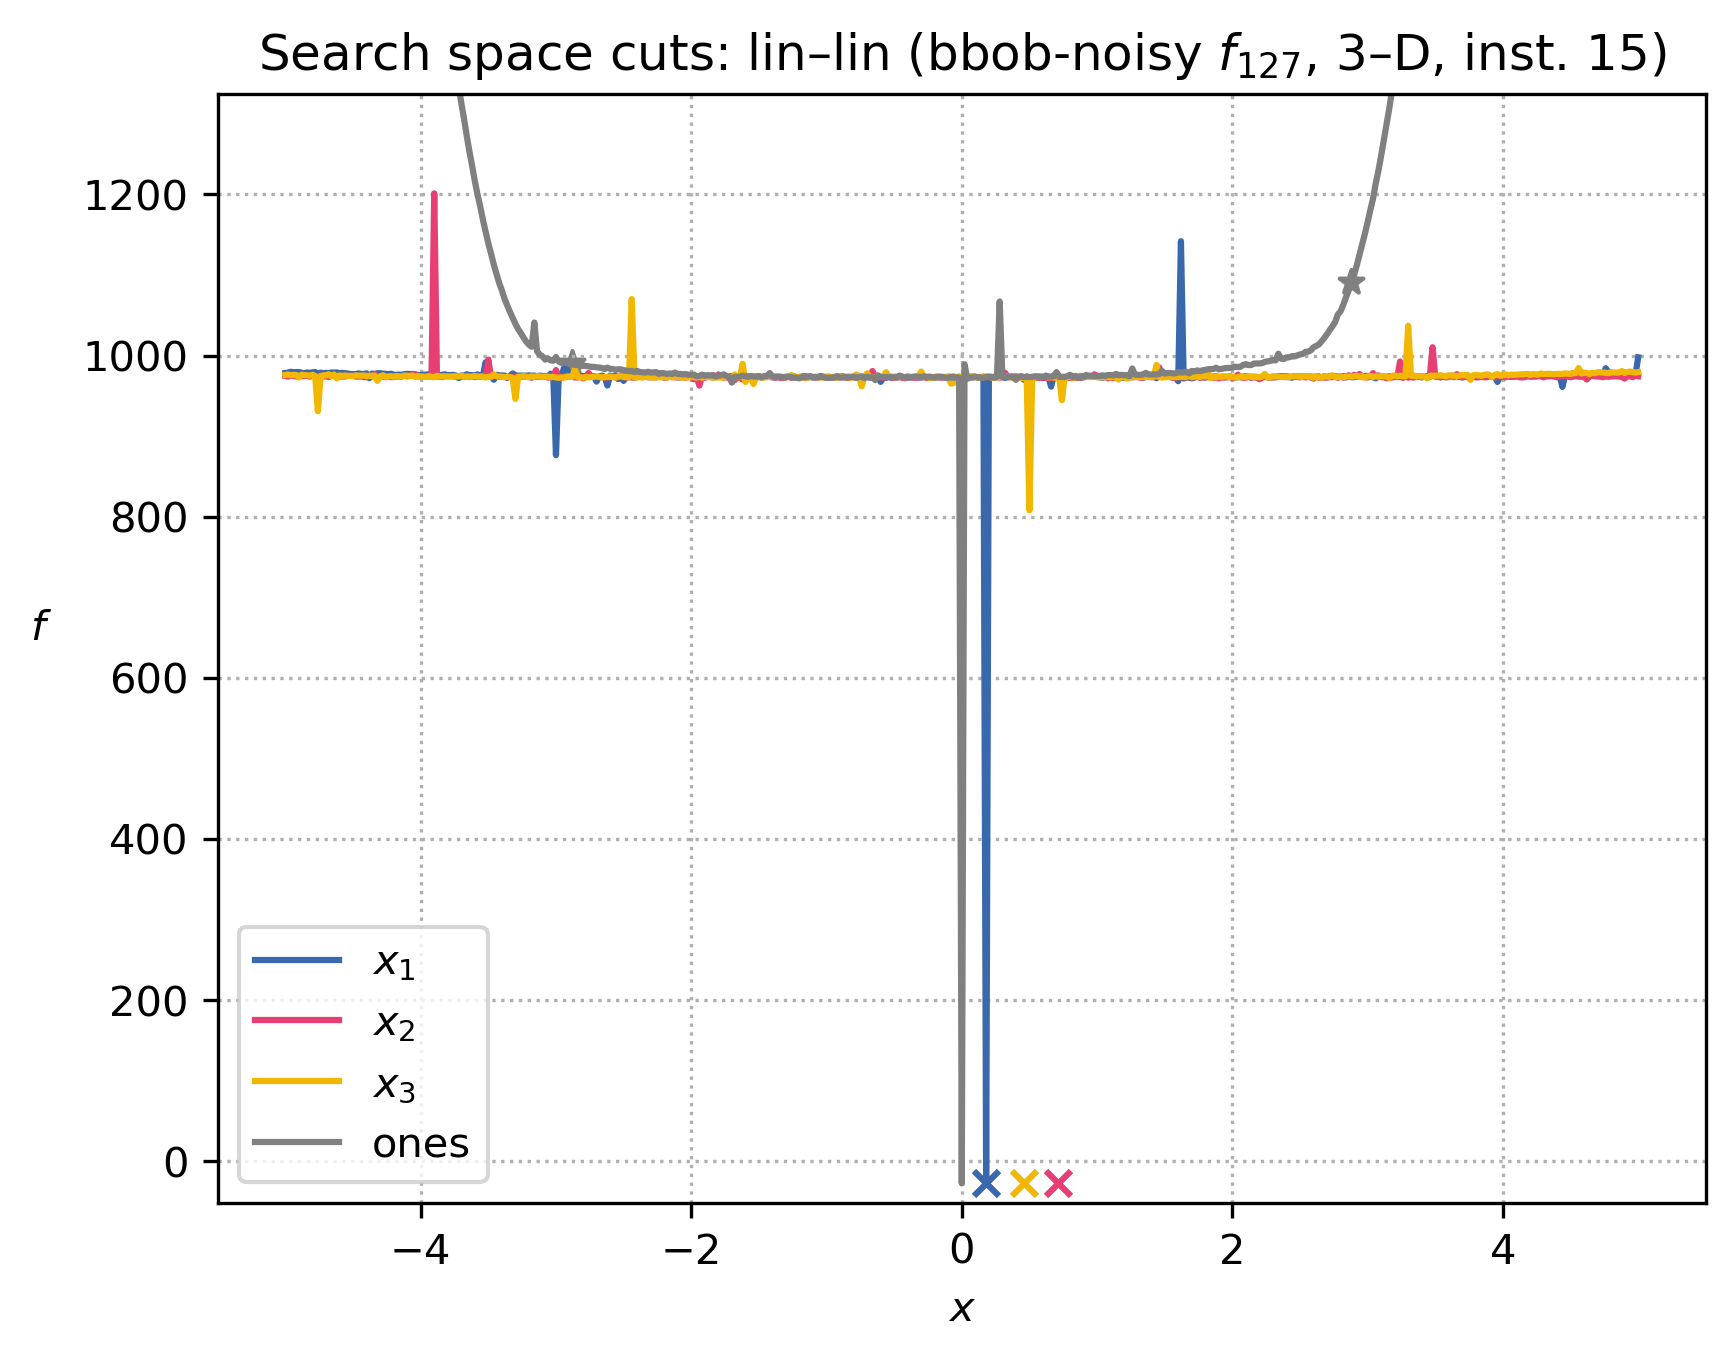 Search space cuts: lin–lin (bbob-noisy f₁₂₇, 3–D, inst. 15)
1200
1000
800
600
400
200
0
f
x₁
x₂
x₃
ones
−4
−2
0
2
4
x